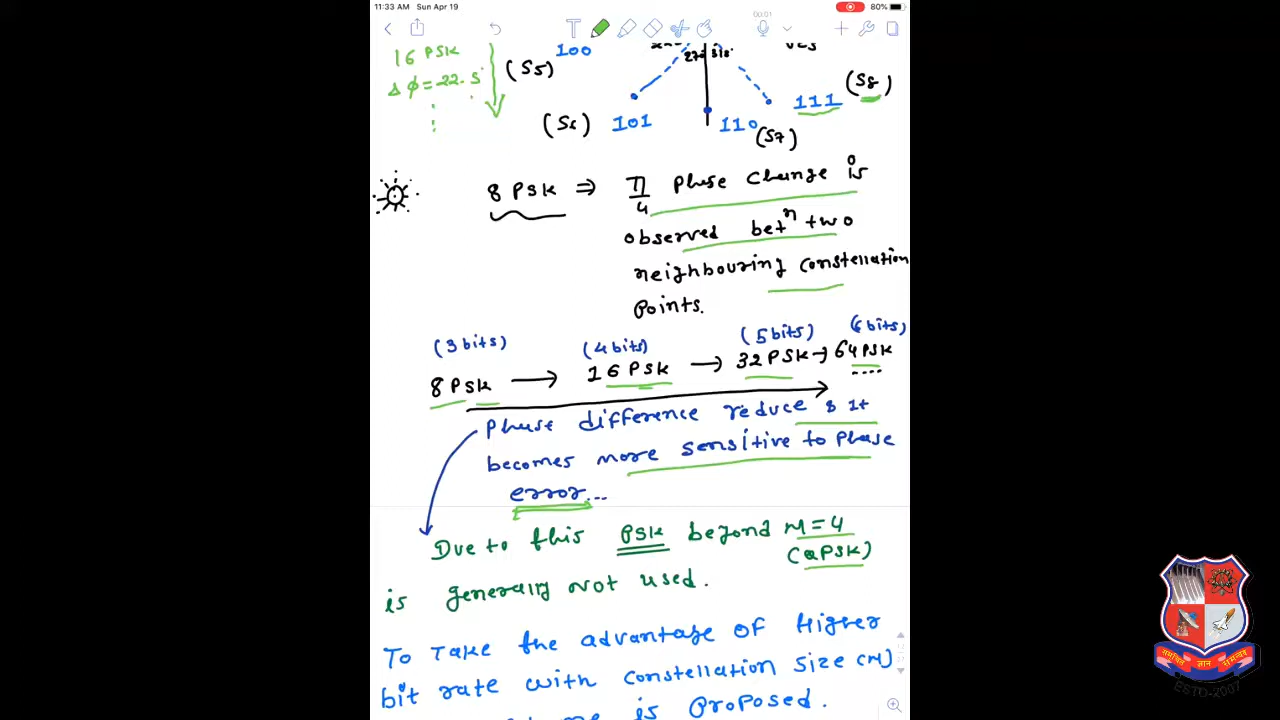 11:33 AM Sun Apr 19
80%
00:01
16 PSK
Δφ = 22.5
(S5)
100
(S8)
111
(S6)
101
110
(S7)
8 PSK ⇒ π/4 phase change is
observed betn two
neighbouring constellation
points.
(3 bits) (4 bits) (5 bits) (6 bits)
8 PSK → 16 PSK → 32 PSK → 64 PSK ....
phase difference reduce & It
becomes more sensitive to phase
error...
Due to this PSK beyond M = 4
(QPSK)
is generally not used.
To take the advantage of Higher
bit rate with constellation size (M)
is proposed.
ESTD-2007